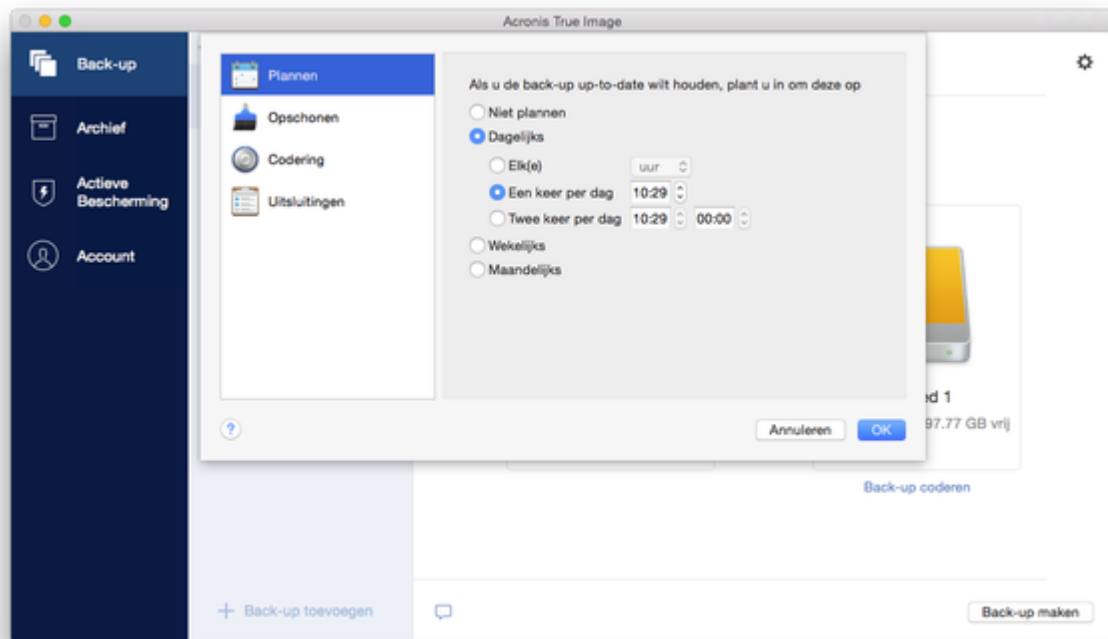 Acronis True Image
Back-up
Archief
Actieve
Bescherming
Account
Plannen
Opschonen
Codering
Uitsluitingen
Als u de back-up up-to-date wilt houden, plant u in om deze op
Niet plannen
Dagelijks
Elk(e) uur
Een keer per dag 10:29
Twee keer per dag 10:29 00:00
Wekelijks
Maandelijks
?
Annuleren
OK
1
97.77 GB vrij
Back-up coderen
Back-up toevoegen
Back-up maken